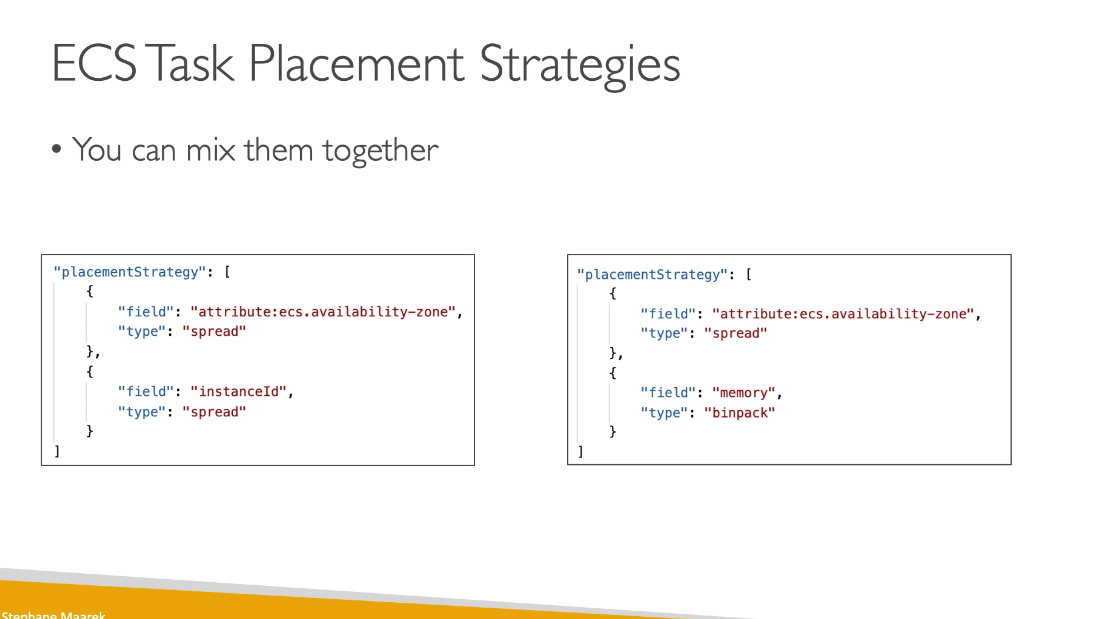 ECS Task Placement Strategies
• You can mix them together
"placementStrategy": [
{
"field": "attribute:ecs.availability-zone",
"type": "spread"
},
{
"field": "instanceId",
"type": "spread"
}
]
"placementStrategy": [
{
"field": "attribute:ecs.availability-zone",
"type": "spread"
},
{
"field": "memory",
"type": "binpack"
}
]
Stephane Maarek